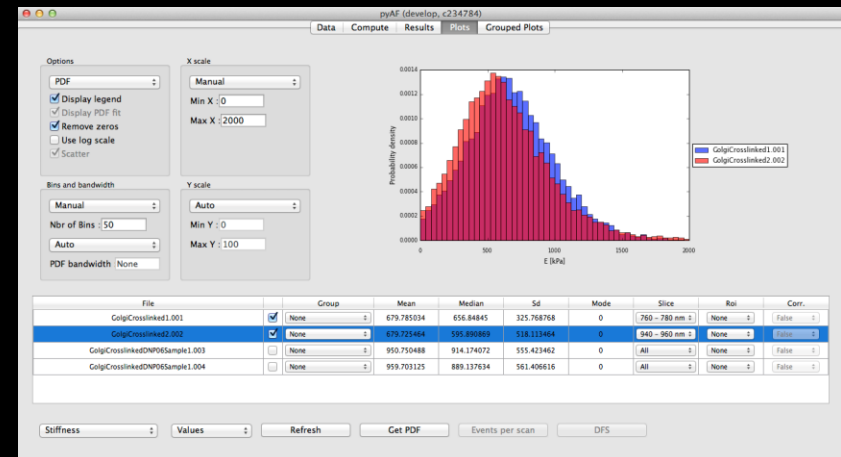 pyAF (develop, c234784)
Data Compute Results Plots Grouped Plots
Options
PDF
Display legend
Display PDF fit
Remove zeros
Use log scale
Scatter
X scale
Manual
Min X : 0
Max X : 2000
Bins and bandwidth
Manual
Nbr of Bins : 50
Auto
PDF bandwidth None
Y scale
Auto
Min Y : 0
Max Y : 100
Probability density
0.0014
0.0012
0.0010
0.0008
0.0006
0.0004
0.0002
0.0000
0 500 1000 1500 2000
E [kPa]
GolgiCrosslinked1.001
GolgiCrosslinked2.002
File Group Mean Median Sd Mode Slice Roi Corr.
GolgiCrosslinked1.001 None 679.785034 656.84845 325.768768 0 760 - 780 nm None False
GolgiCrosslinked2.002 None 679.725464 595.890869 518.113464 0 940 - 960 nm None False
GolgiCrosslinkedDNP06Sample1.003 None 950.750488 914.174072 555.423462 0 All None False
GolgiCrosslinkedDNP06Sample1.004 None 959.703125 889.137634 561.406616 0 All None False
Stiffness Values Refresh Get PDF Events per scan DFS